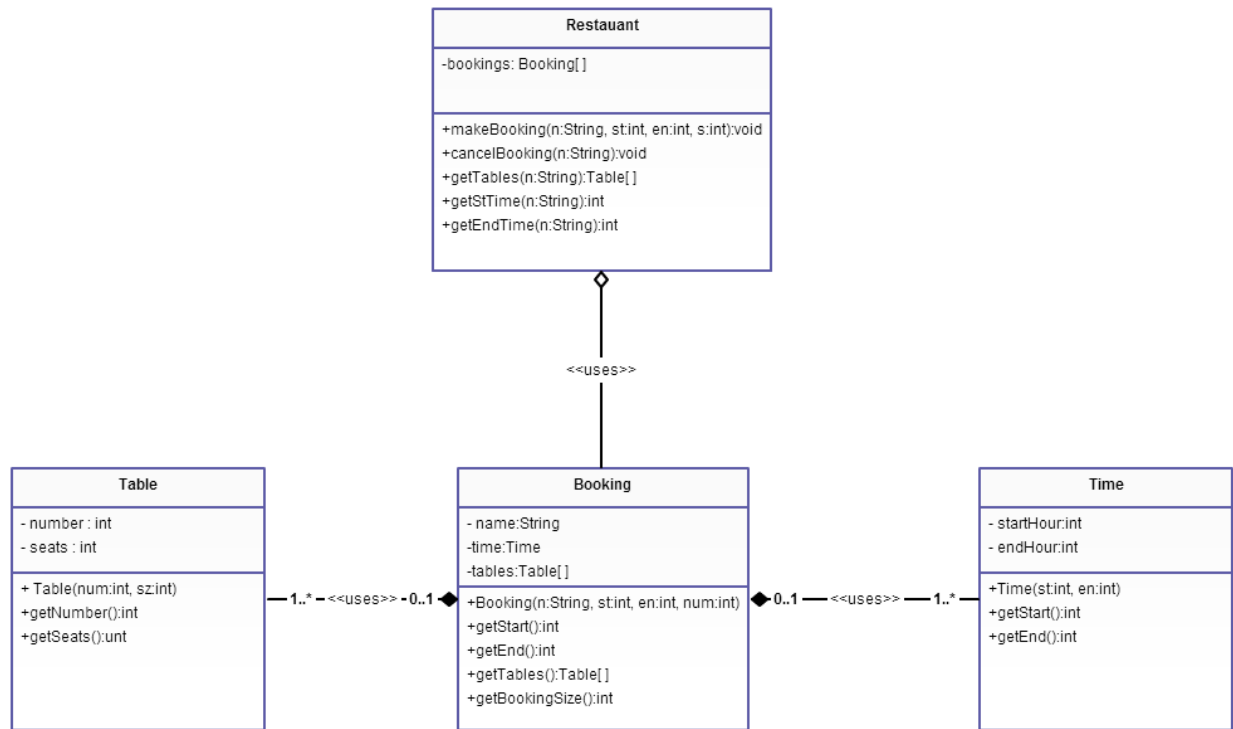 Restauant
-bookings: Booking[ ]
+makeBooking(n:String, st:int, en:int, s:int):void
+cancelBooking(n:String):void
+getTables(n:String):Table[ ]
+getStTime(n:String):int
+getEndTime(n:String):int
<<uses>>
Table
- number : int
- seats : int
+ Table(num:int, sz:int)
+getNumber():int
+getSeats():unt
1..*
<<uses>>
0..1
Booking
- name:String
-time:Time
-tables:Table[ ]
+Booking(n:String, st:int, en:int, num:int)
+getStart():int
+getEnd():int
+getTables():Table[ ]
+getBookingSize():int
0..1
<<uses>>
1..*
Time
- startHour:int
- endHour:int
+Time(st:int, en:int)
+getStart():int
+getEnd():int